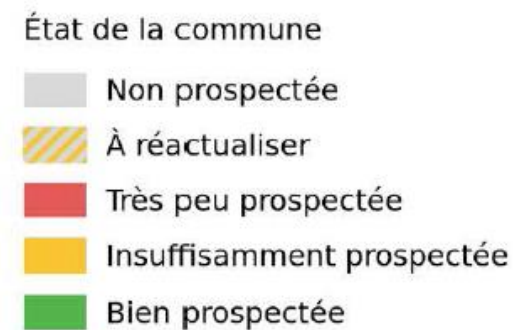 État de la commune
Non prospectée
À réactualiser
Très peu prospectée
Insuffisamment prospectée
Bien prospectée